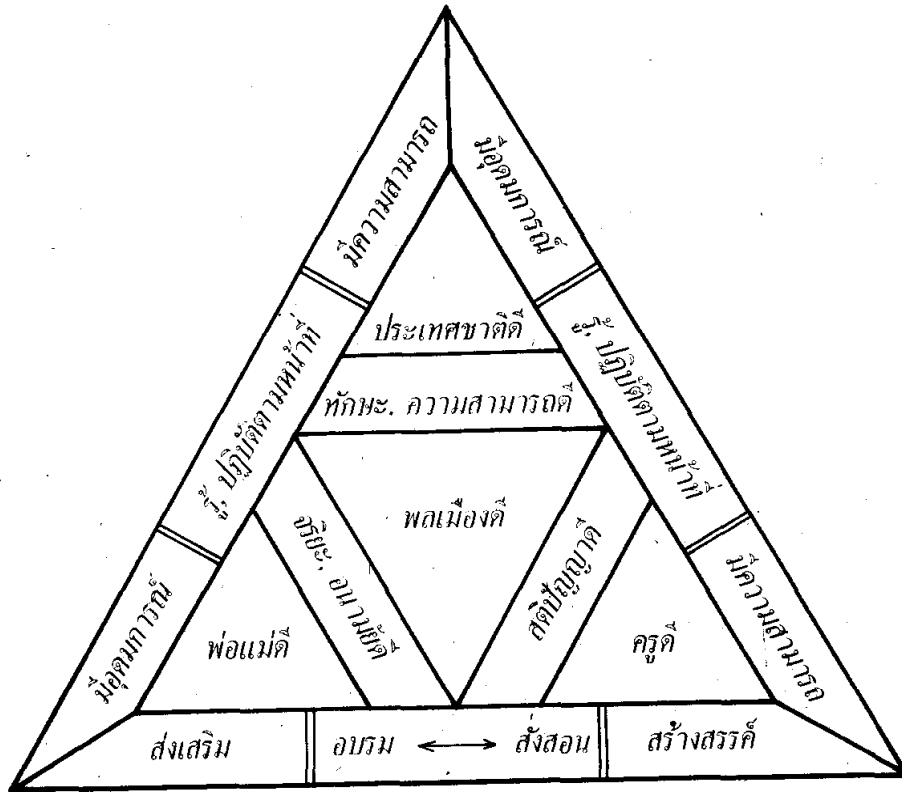 มีความสามารถ
มีอุดมการณ์
รู้, ปฏิบัติตามหน้าที่
รู้, ปฏิบัติตามหน้าที่
ประเทศชาติดี
ทักษะ, ความสามารถดี
พลเมืองดี
จริยะ, อนามัยดี
สติปัญญาดี
มีอุดมการณ์
พ่อแม่ดี
ครูดี
มีความสามารถ
ส่งเสริม
อบรม ⟷ สั่งสอน
สร้างสรรค์